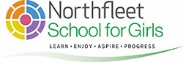 Northfleet
School for Girls
LEARN • ENJOY • ASPIRE • PROGRESS